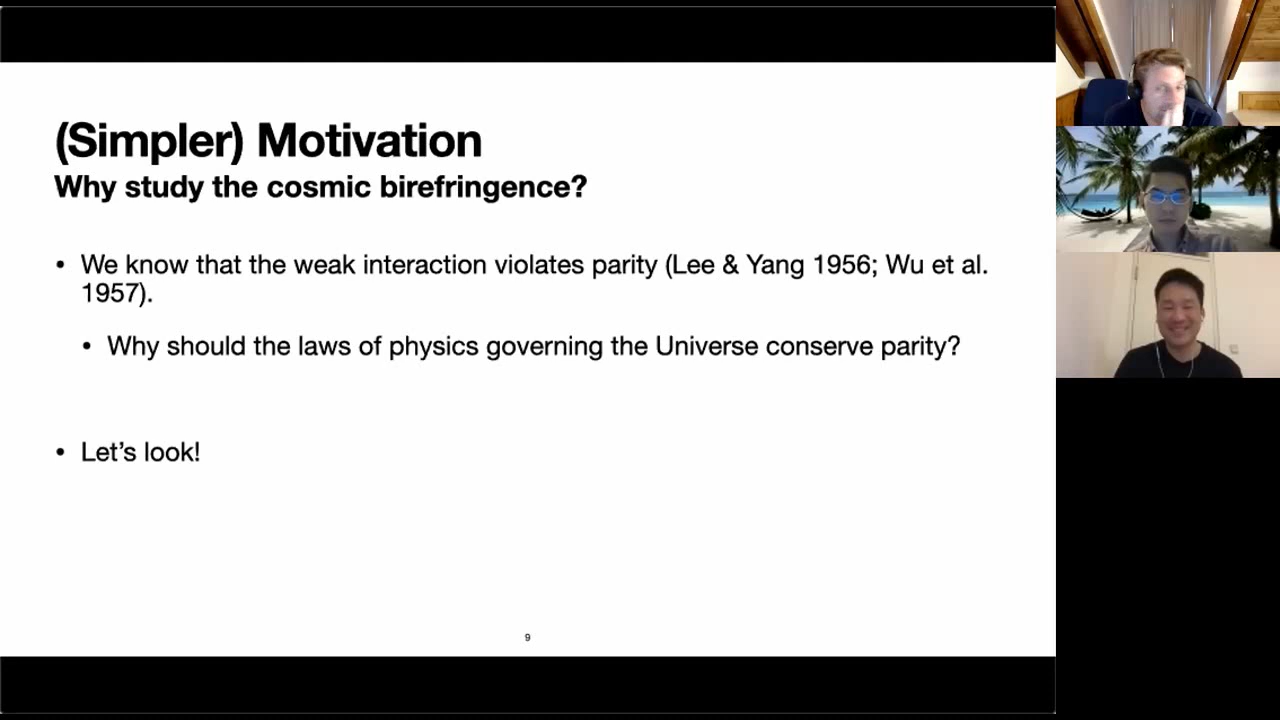 (Simpler) Motivation
Why study the cosmic birefringence?
• We know that the weak interaction violates parity (Lee & Yang 1956; Wu et al.
1957).
• Why should the laws of physics governing the Universe conserve parity?
• Let’s look!
9